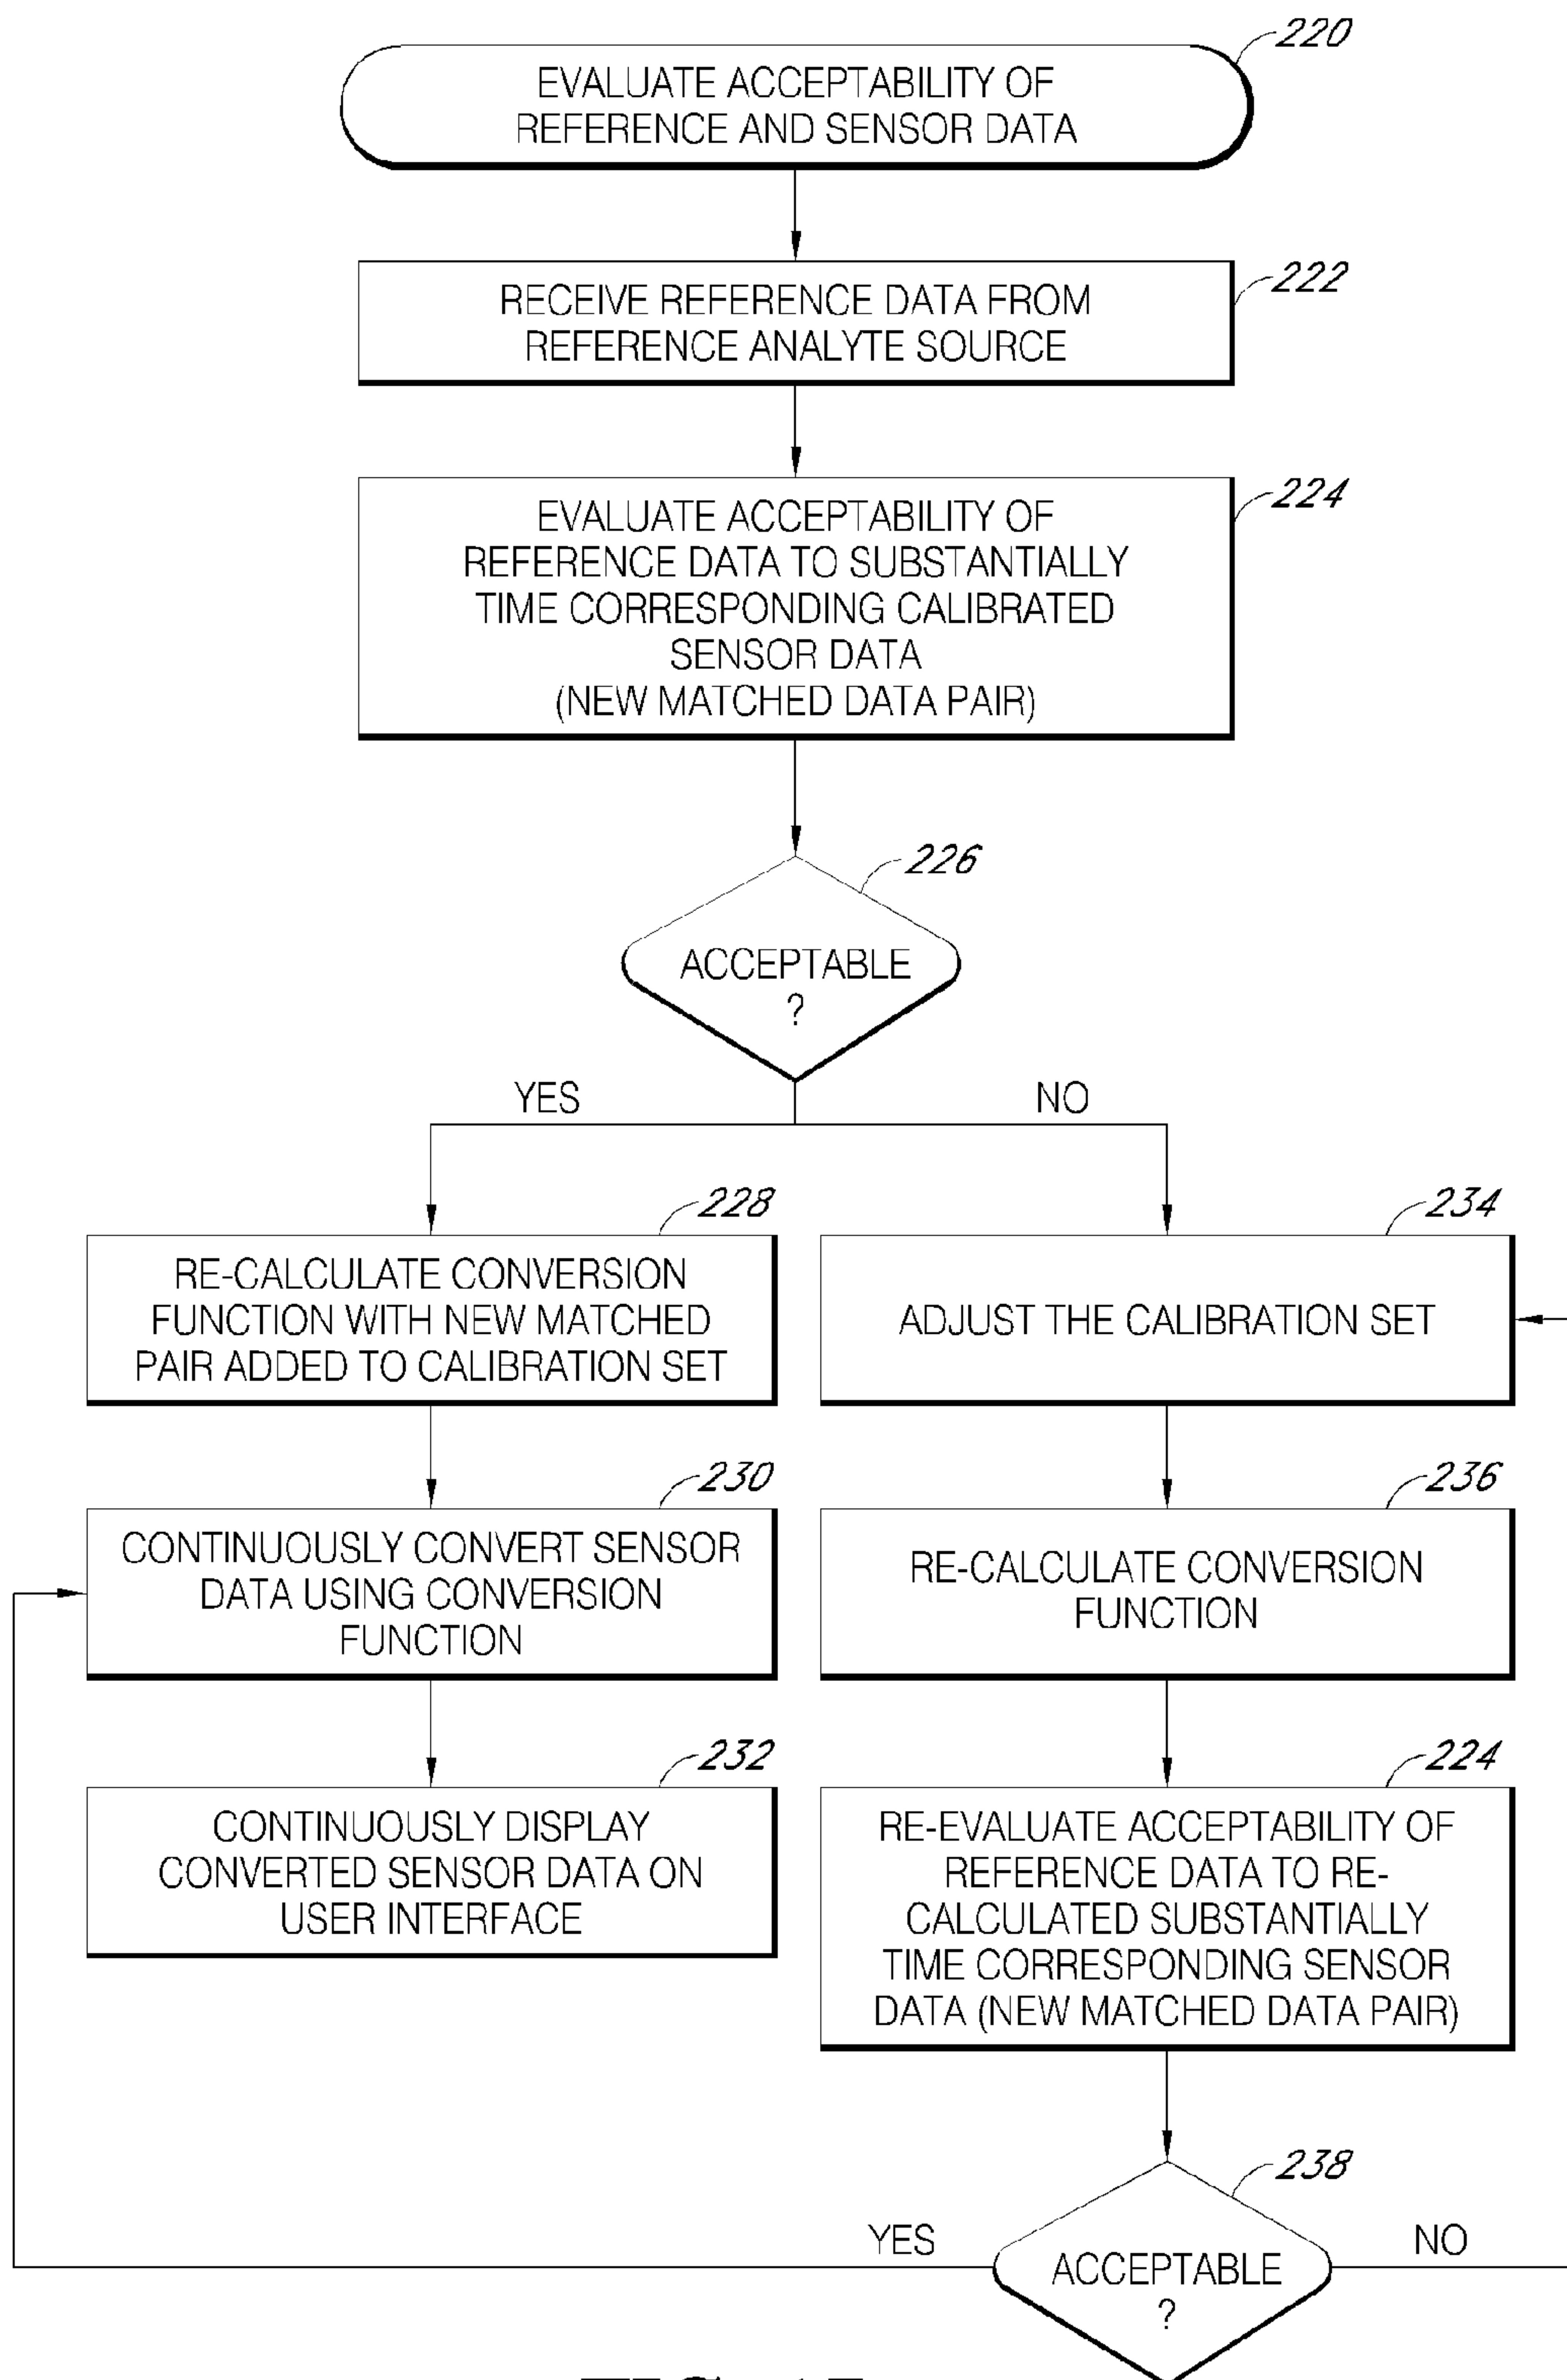 220
EVALUATE ACCEPTABILITY OF
REFERENCE AND SENSOR DATA
222
RECEIVE REFERENCE DATA FROM
REFERENCE ANALYTE SOURCE
224
EVALUATE ACCEPTABILITY OF
REFERENCE DATA TO SUBSTANTIALLY
TIME CORRESPONDING CALIBRATED
SENSOR DATA
(NEW MATCHED DATA PAIR)
226
ACCEPTABLE
?
YES
NO
228
RE-CALCULATE CONVERSION
FUNCTION WITH NEW MATCHED
PAIR ADDED TO CALIBRATION SET
234
ADJUST THE CALIBRATION SET
230
CONTINUOUSLY CONVERT SENSOR
DATA USING CONVERSION
FUNCTION
236
RE-CALCULATE CONVERSION
FUNCTION
232
CONTINUOUSLY DISPLAY
CONVERTED SENSOR DATA ON
USER INTERFACE
224
RE-EVALUATE ACCEPTABILITY OF
REFERENCE DATA TO RE-
CALCULATED SUBSTANTIALLY
TIME CORRESPONDING SENSOR
DATA (NEW MATCHED DATA PAIR)
238
YES
ACCEPTABLE
?
NO